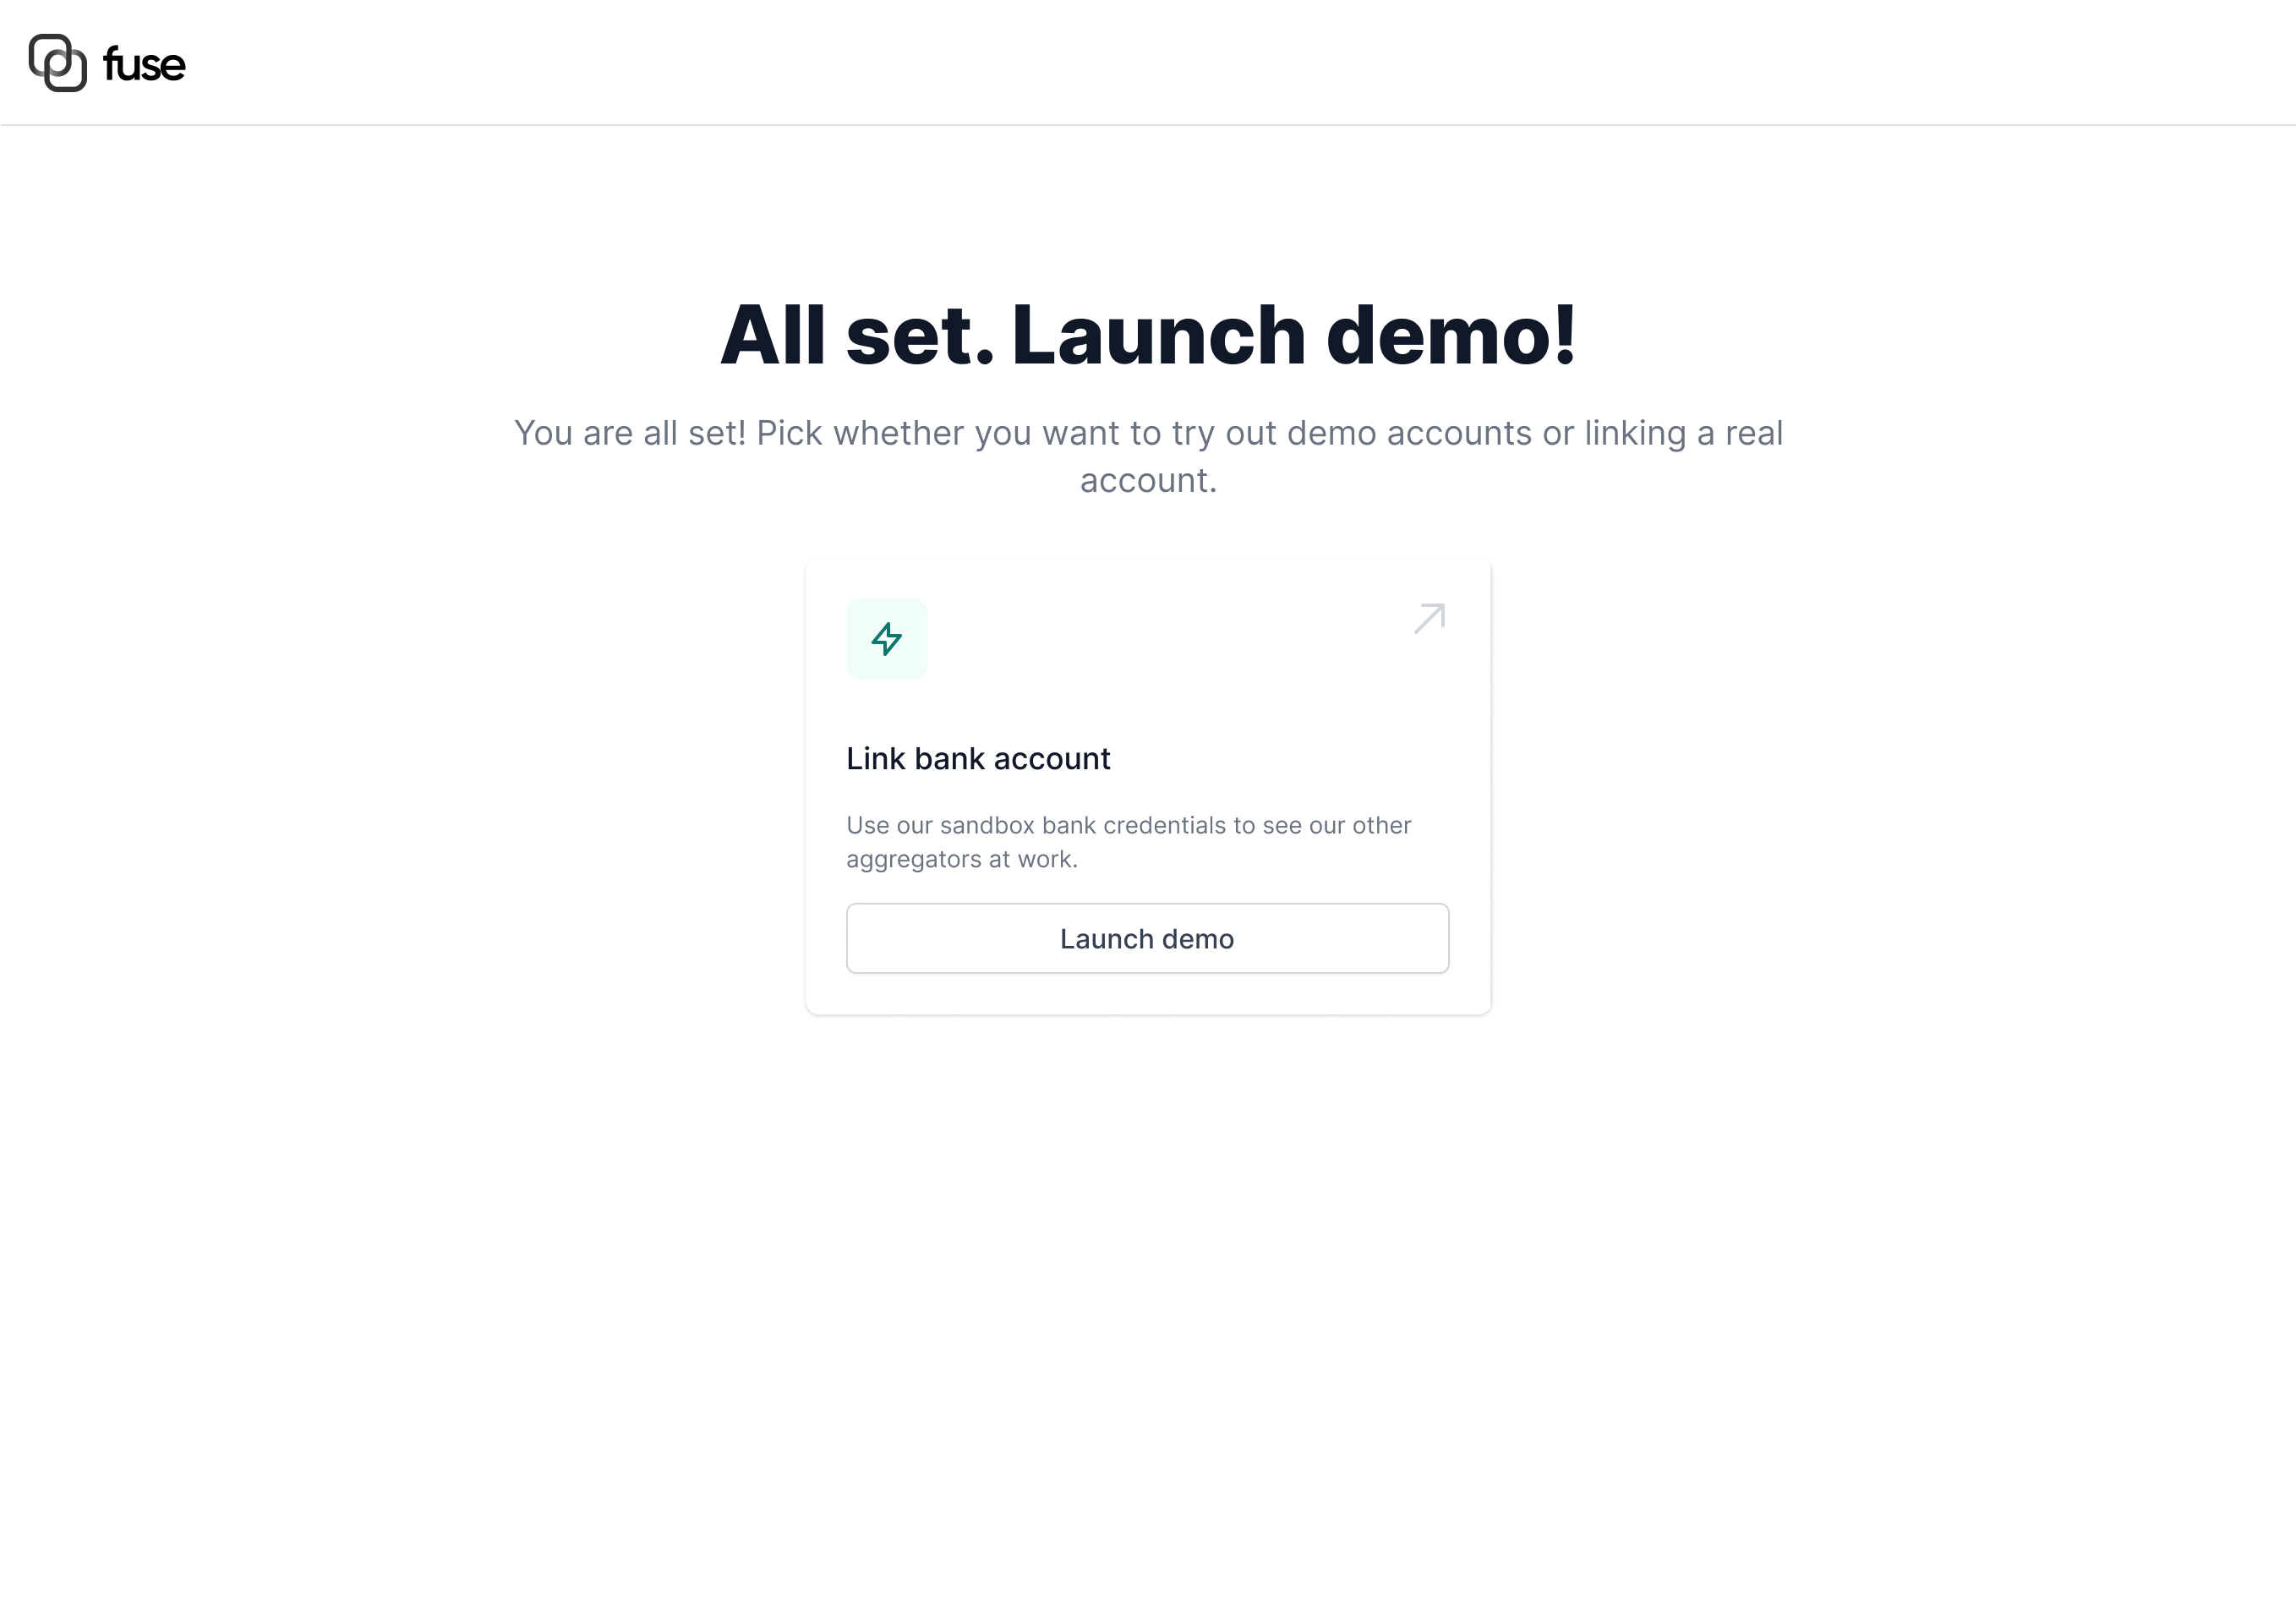 fuse
All set. Launch demo!
You are all set! Pick whether you want to try out demo accounts or linking a real
account.
Link bank account
Use our sandbox bank credentials to see our other
aggregators at work.
Launch demo